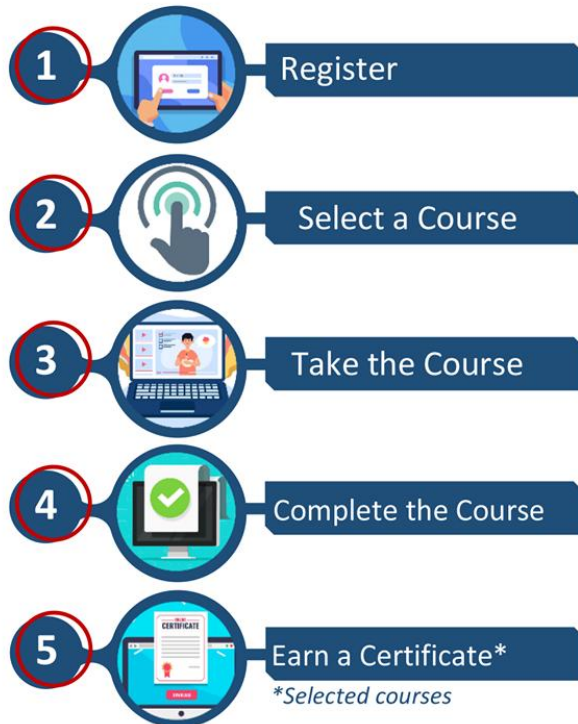 1
Register
2
Select a Course
3
Take the Course
4
Complete the Course
5
CERTIFICATE
Earn a Certificate*
*Selected courses